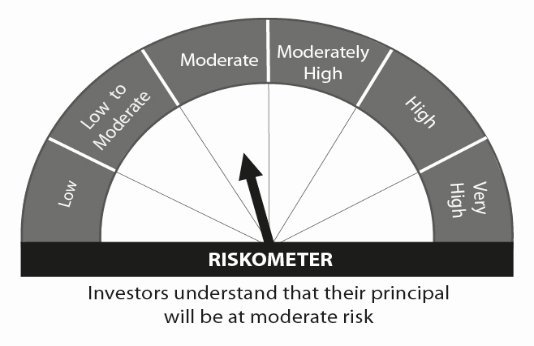 Low
Low to
Moderate
Moderate
Moderately
High
High
Very
High
RISKOMETER
Investors understand that their principal
will be at moderate risk